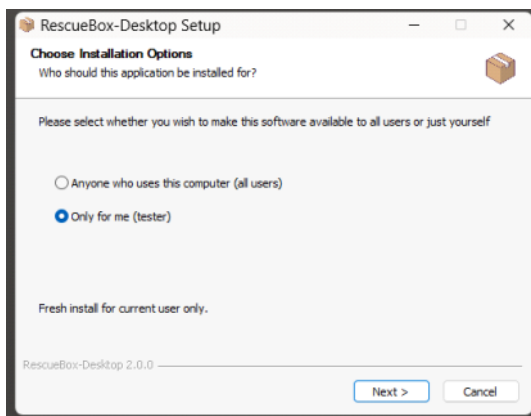 RescueBox-Desktop Setup
Choose Installation Options
Who should this application be installed for?
Please select whether you wish to make this software available to all users or just yourself
Anyone who uses this computer (all users)
Only for me (tester)
Fresh install for current user only.
RescueBox-Desktop 2.0.0
Next >
Cancel